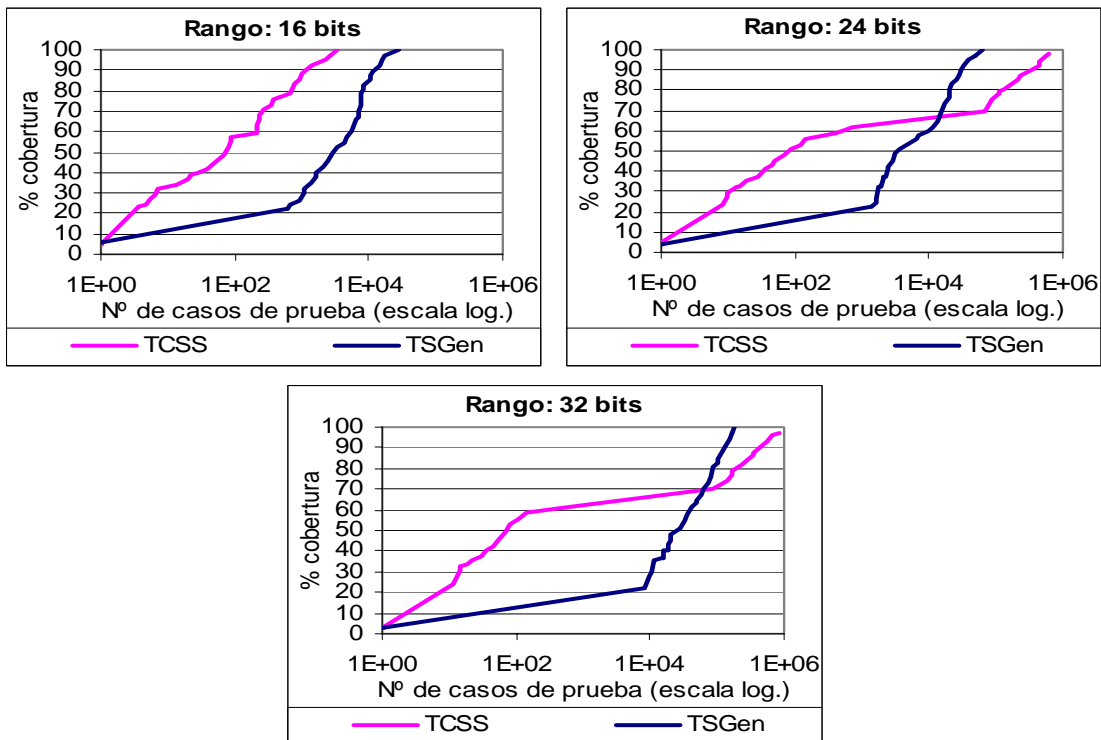 Rango: 16 bits
% cobertura
100
90
80
70
60
50
40
30
20
10
0
1E+00 1E+02 1E+04 1E+06
Nº de casos de prueba (escala log.)
TCSS TSGen
Rango: 24 bits
% cobertura
100
90
80
70
60
50
40
30
20
10
0
1E+00 1E+02 1E+04 1E+06
Nº de casos de prueba (escala log.)
TCSS TSGen
Rango: 32 bits
% cobertura
100
90
80
70
60
50
40
30
20
10
0
1E+00 1E+02 1E+04 1E+06
Nº de casos de prueba (escala log.)
TCSS TSGen